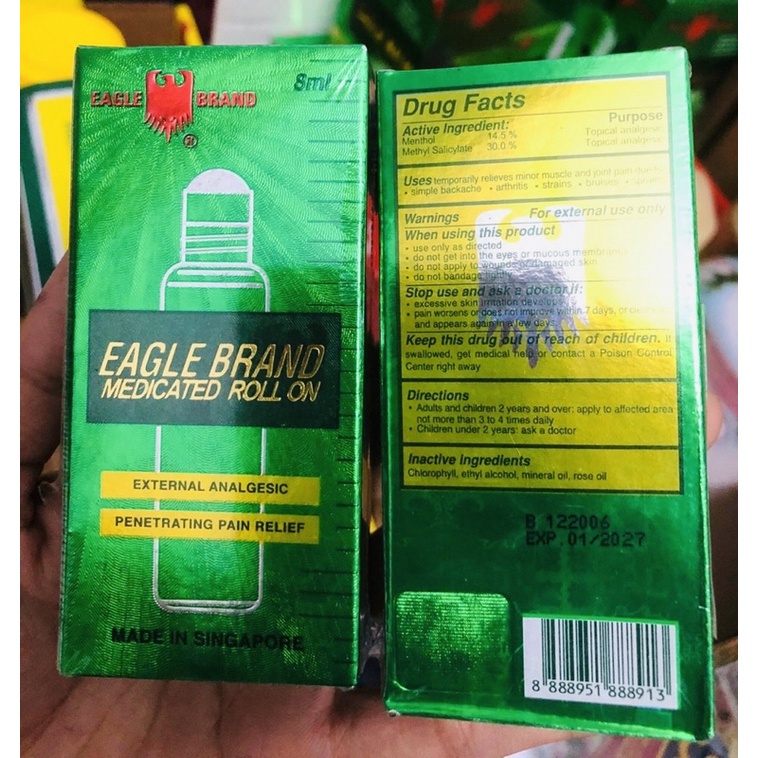 EAGLE BRAND
®
8ml
EAGLE BRAND
MEDICATED ROLL ON
EXTERNAL ANALGESIC
PENETRATING PAIN RELIEF
MADE IN SINGAPORE
Drug Facts
Active Ingredient: Purpose
Menthol 14.5% Topical analgesic
Methyl Salicylate 30.0% Topical analgesic
Uses temporarily relieves minor muscle and joint pain due to
• simple backache • arthritis • strains • bruises • sprains
Warnings For external use only
When using this product
• use only as directed
• do not get into the eyes or mucous membranes
• do not apply to wounds or damaged skin
• do not bandage tightly
Stop use and ask a doctor if:
• excessive skin irritation develops
• pain worsens or does not improve within 7 days, or
and appears again in a few days
Keep this drug out of reach of children. If
swallowed, get medical help or contact a Poison Control
Center right away
Directions
• Adults and children 2 years and over: apply to affected area
not more than 3 to 4 times daily
• Children under 2 years: ask a doctor
Inactive ingredients
Chlorophyll, ethyl alcohol, mineral oil, rose oil
B 122006
EXP 01/2027
8 888951 888913